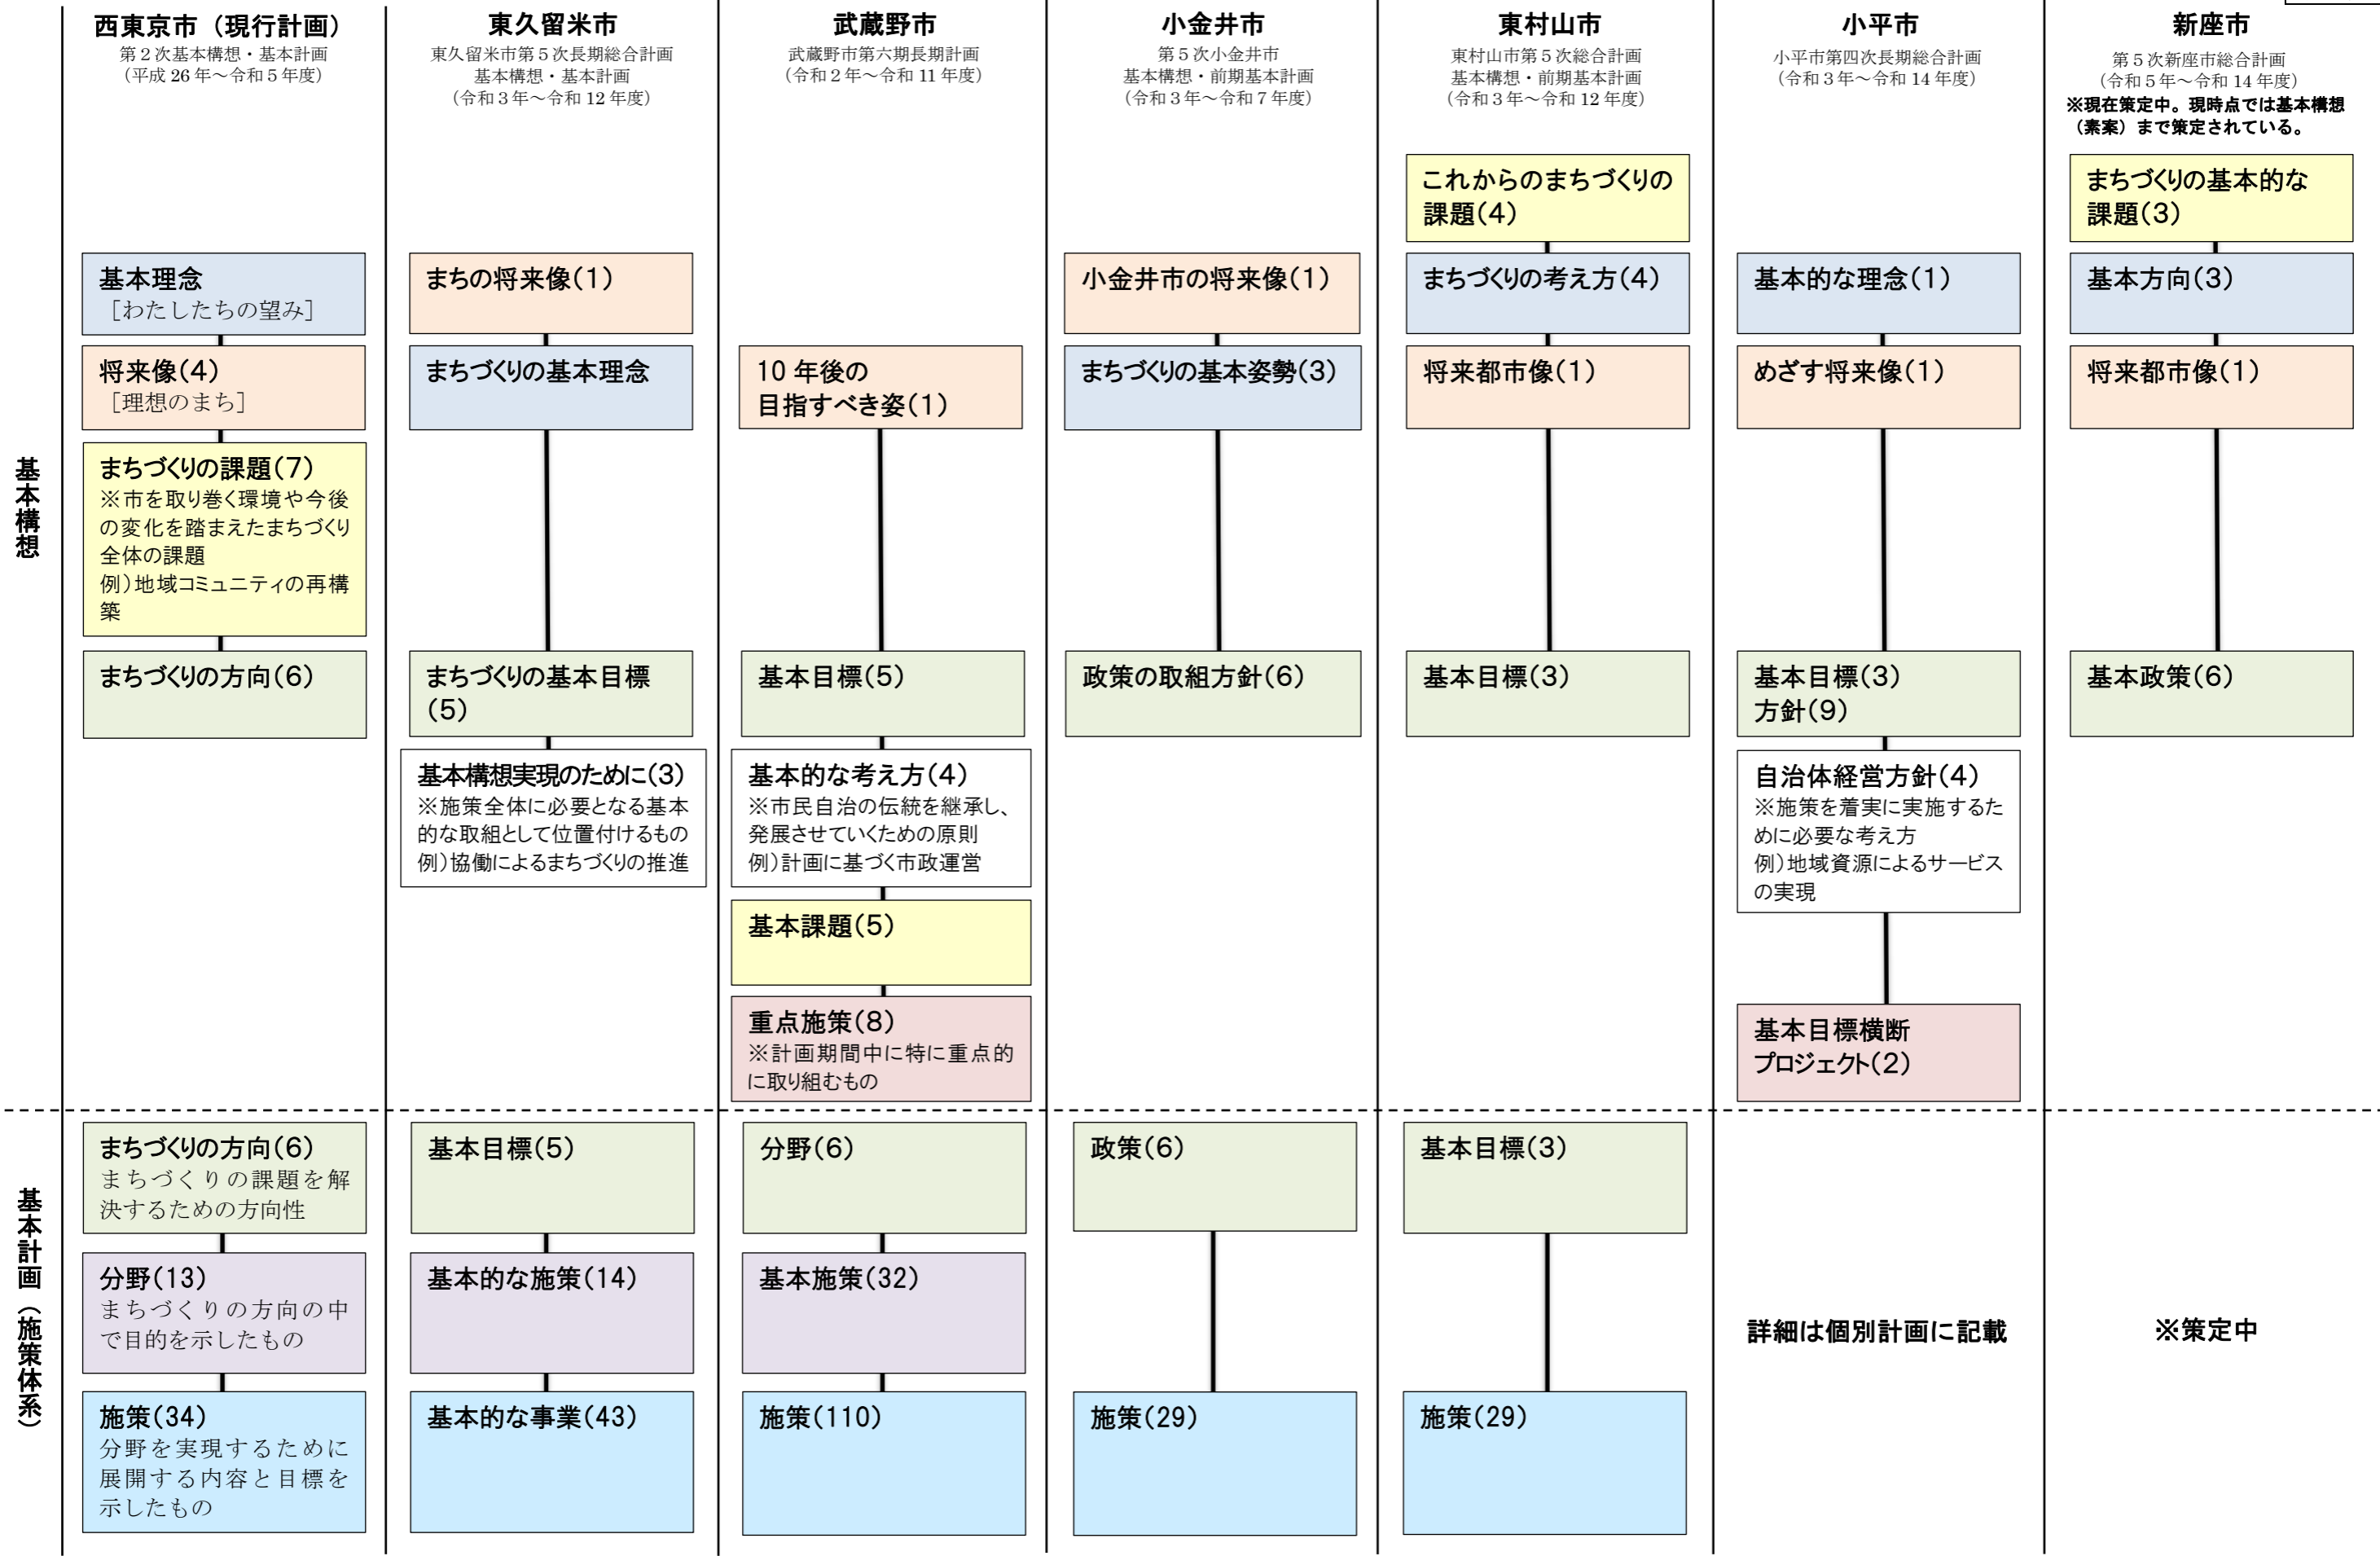 西東京市（現行計画）
第２次基本構想・基本計画
（平成 26 年～令和５年度）
東久留米市
東久留米市第５次長期総合計画
基本構想・基本計画
（令和３年～令和 12 年度）
武蔵野市
武蔵野市第六期長期計画
（令和２年～令和 11 年度）
小金井市
第５次小金井市
基本構想・前期基本計画
（令和３年～令和７年度）
東村山市
東村山市第５次総合計画
基本構想・前期基本計画
（令和３年～令和 12 年度）
小平市
小平市第四次長期総合計画
（令和３年～令和 14 年度）
新座市
第５次新座市総合計画
（令和５年～令和 14 年度）
※現在策定中。現時点では基本構想
（素案）まで策定されている。
基本構想
基本理念
［わたしたちの望み］
将来像(4)
［理想のまち］
まちづくりの課題(7)
※市を取り巻く環境や今後
の変化を踏まえたまちづくり
全体の課題
例）地域コミュニティの再構
築
まちづくりの方向(6)
まちの将来像(1)
まちづくりの基本理念
まちづくりの基本目標
(5)
基本構想実現のために(3)
※施策全体に必要となる基本
的な取組として位置付けるもの
例）協働によるまちづくりの推進
10 年後の
目指すべき姿(1)
基本目標(5)
基本的な考え方(4)
※市民自治の伝統を継承し、
発展させていくための原則
例）計画に基づく市政運営
基本課題(5)
重点施策(8)
※計画期間中に特に重点的
に取り組むもの
小金井市の将来像(1)
まちづくりの基本姿勢(3)
政策の取組方針(6)
これからのまちづくりの
課題(4)
まちづくりの考え方(4)
将来都市像(1)
基本目標(3)
基本的な理念(1)
めざす将来像(1)
基本目標(3)
方針(9)
自治体経営方針(4)
※施策を着実に実施するた
めに必要な考え方
例）地域資源によるサービス
の実現
基本目標横断
プロジェクト(2)
まちづくりの基本的な
課題(3)
基本方向(3)
将来都市像(1)
基本政策(6)
基本計画（施策体系）
まちづくりの方向(6)
まちづくりの課題を解
決するための方向性
分野(13)
まちづくりの方向の中
で目的を示したもの
施策(34)
分野を実現するために
展開する内容と目標を
示したもの
基本目標(5)
基本的な施策(14)
基本的な事業(43)
分野(6)
基本施策(32)
施策(110)
政策(6)
施策(29)
基本目標(3)
施策(29)
詳細は個別計画に記載
※策定中